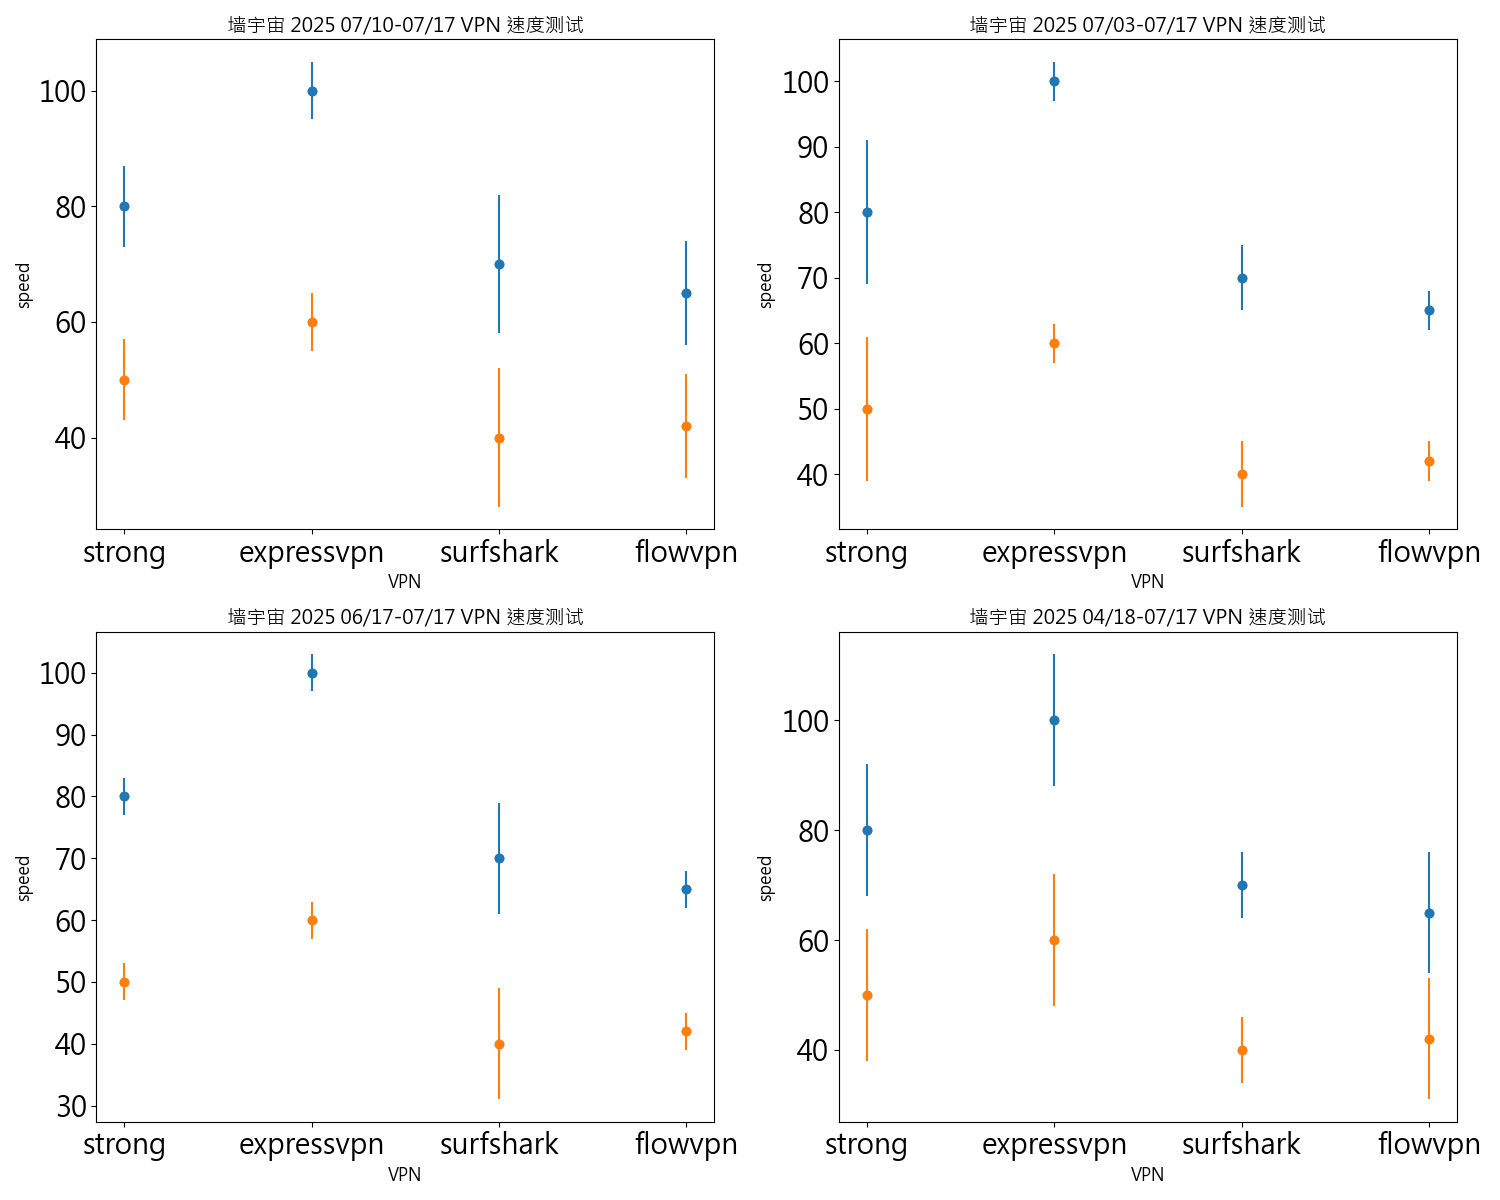 墙宇宙 2025 07/10-07/17 VPN 速度测试
100
80
60
40
speed
strong expressvpn surfshark flowvpn
VPN
墙宇宙 2025 07/03-07/17 VPN 速度测试
100
90
80
70
60
50
40
speed
strong expressvpn surfshark flowvpn
VPN
墙宇宙 2025 06/17-07/17 VPN 速度测试
100
90
80
70
60
50
40
30
speed
strong expressvpn surfshark flowvpn
VPN
墙宇宙 2025 04/18-07/17 VPN 速度测试
100
80
60
40
speed
strong expressvpn surfshark flowvpn
VPN